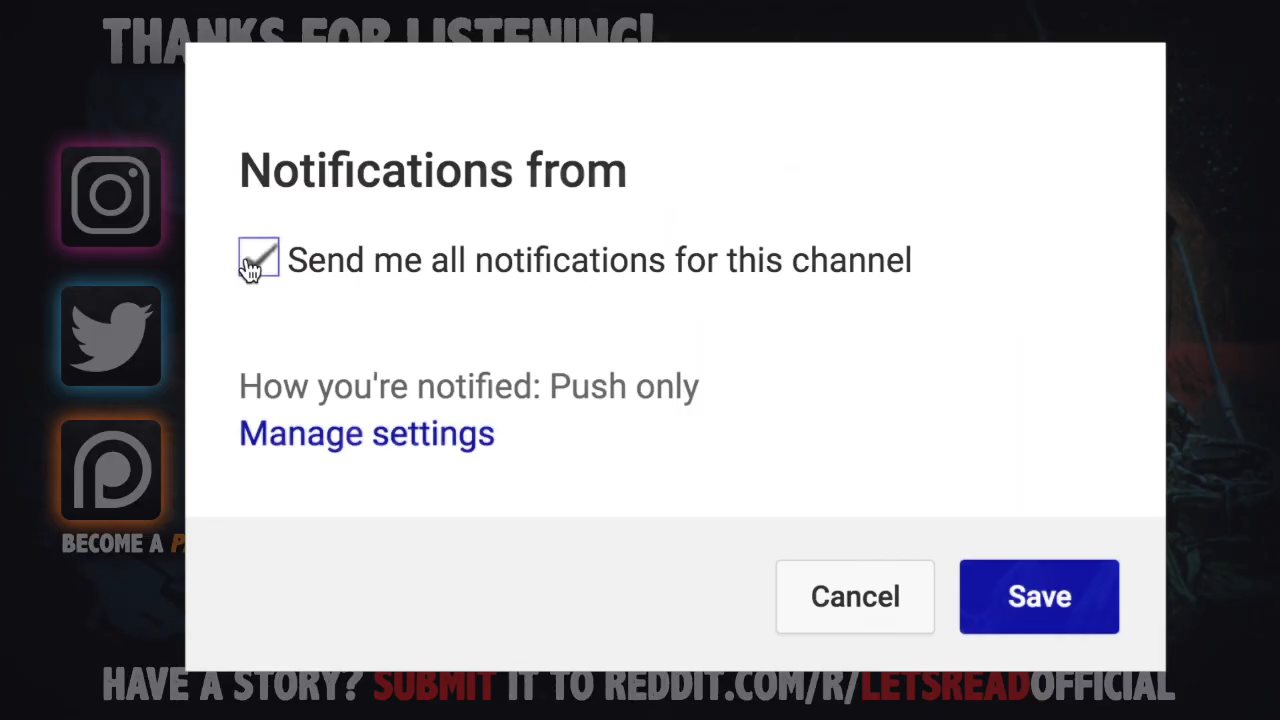 THANKS FOR LISTENING!
Notifications from
Send me all notifications for this channel
How you're notified: Push only
Manage settings
BECOME A
Cancel
Save
HAVE A STORY? SUBMIT IT TO REDDIT.COM/R/LETSREADOFFICIAL